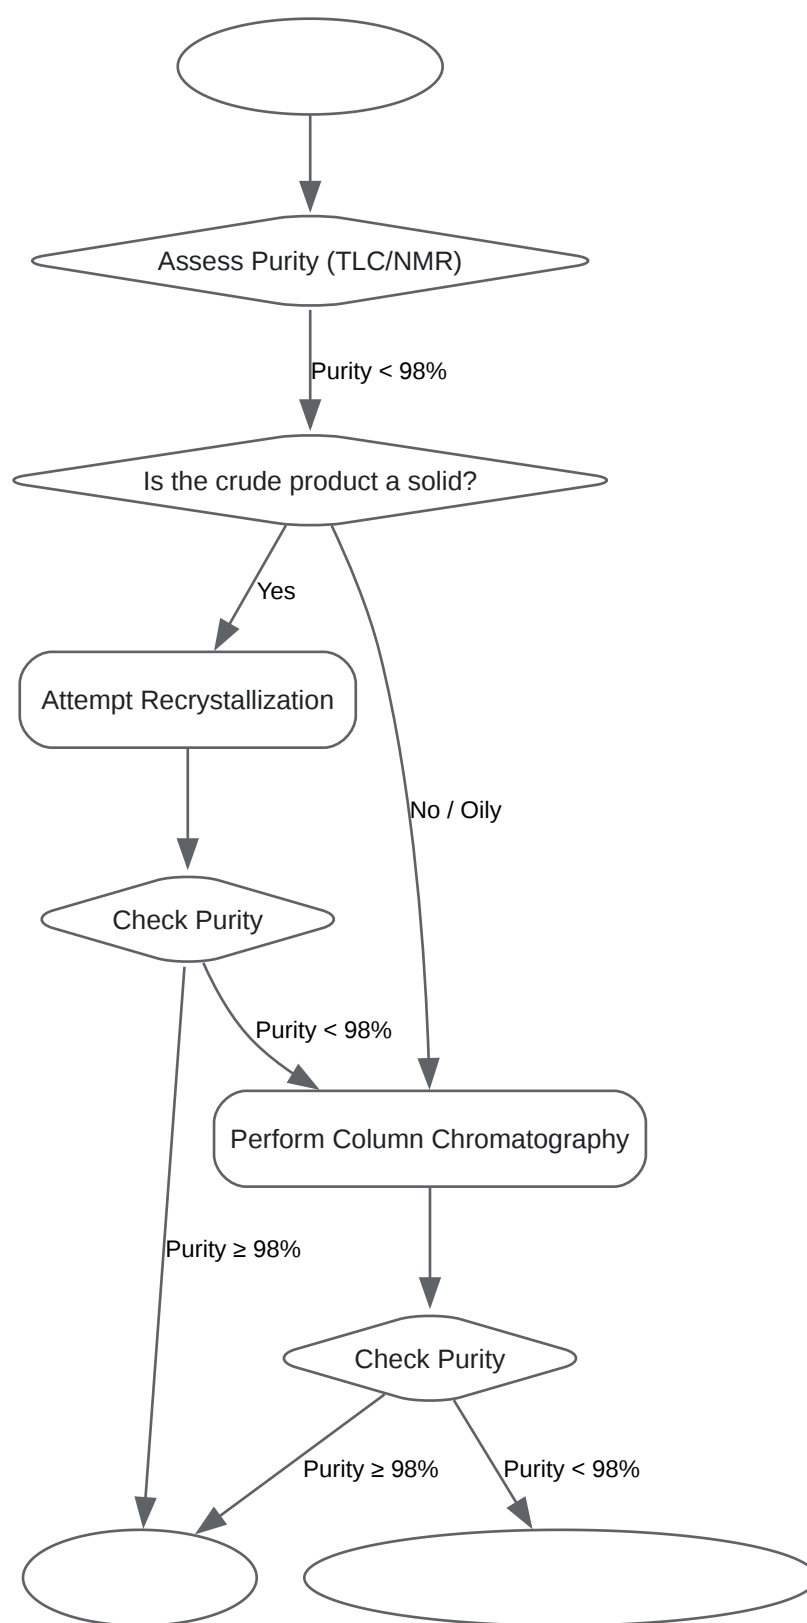 Assess Purity (TLC/NMR)
Purity < 98%
Is the crude product a solid?
Yes
Attempt Recrystallization
No / Oily
Check Purity
Purity < 98%
Perform Column Chromatography
Purity ≥ 98%
Check Purity
Purity ≥ 98%
Purity < 98%